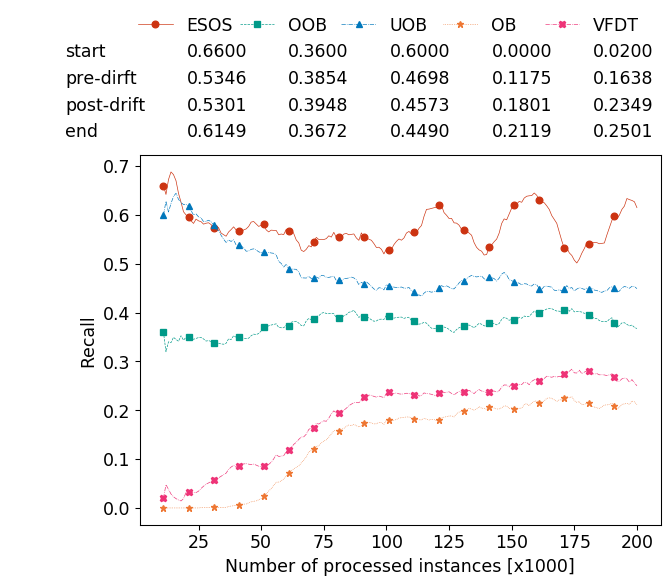 ESOS OOB UOB OB VFDT
start 0.6600 0.3600 0.6000 0.0000 0.0200
pre-dirft 0.5346 0.3854 0.4698 0.1175 0.1638
post-drift 0.5301 0.3948 0.4573 0.1801 0.2349
end 0.6149 0.3672 0.4490 0.2119 0.2501
0.7
0.6
0.5
0.4
0.3
0.2
0.1
0.0
Recall
25 50 75 100 125 150 175 200
Number of processed instances [x1000]